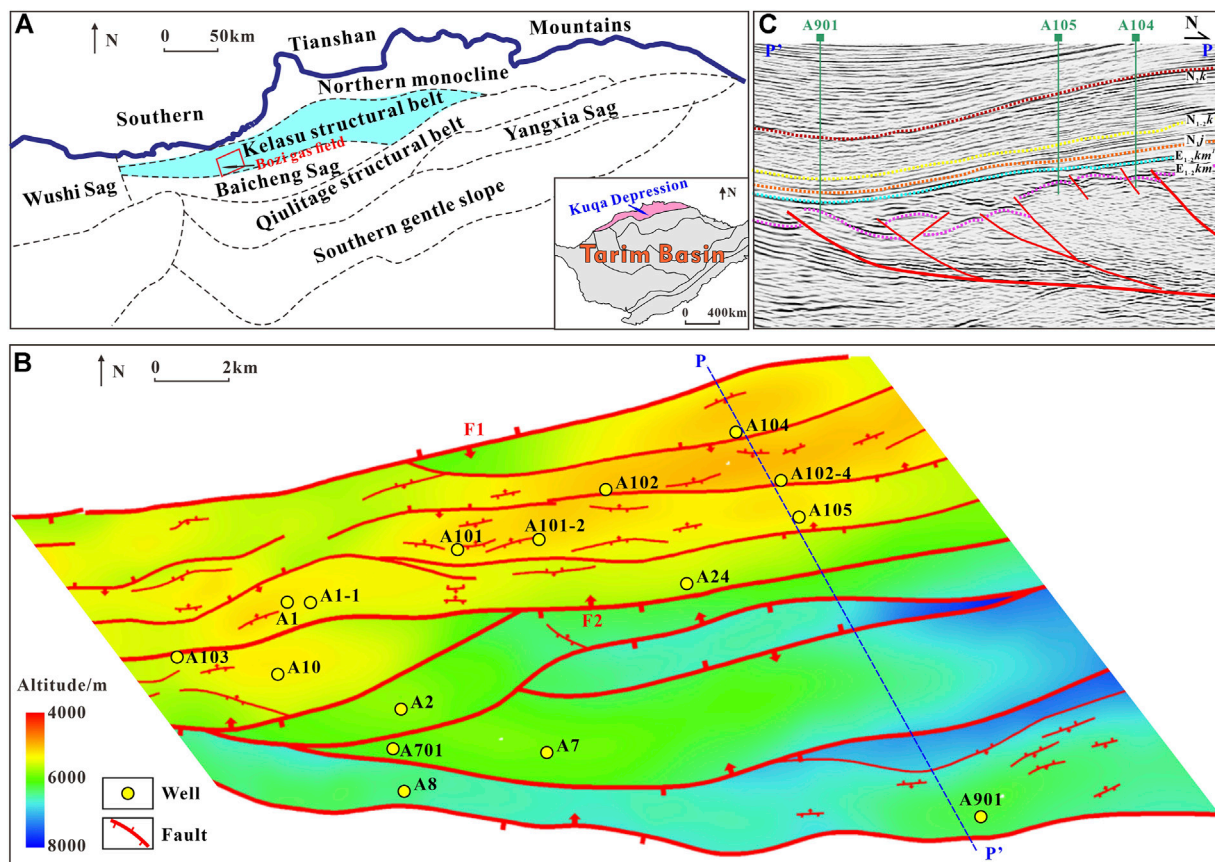 A
N
0 50km
Tianshan
Mountains
Northern monocline
Southern
Kelasu structural belt
Bozi gas field
Yangxia Sag
Wushi Sag
Baicheng Sag
Qiulitage structural belt
Southern gentle slope
N
Kuqa Depression
Tarim Basin
0 400km
C
A901
A105
A104
N
P'
P
N₂k
N₁₋₂k
N₁j
E₁₋₂km¹
E₁₋₂km
B
N
0 2km
P
F1
A104
A102
A102-4
A101
A101-2
A105
A24
A1-1
A1
F2
A103
A10
Altitude/m
4000
6000
8000
A2
A701
A7
A8
A901
Well
Fault
P'